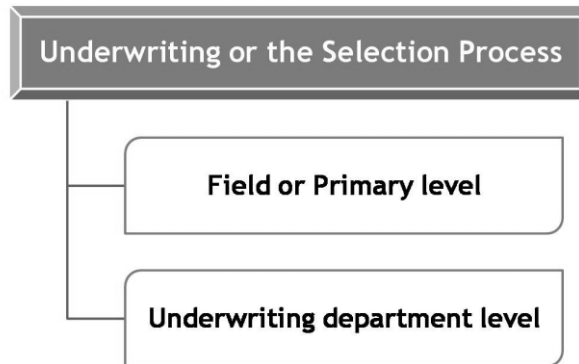 Underwriting or the Selection Process
Field or Primary level
Underwriting department level